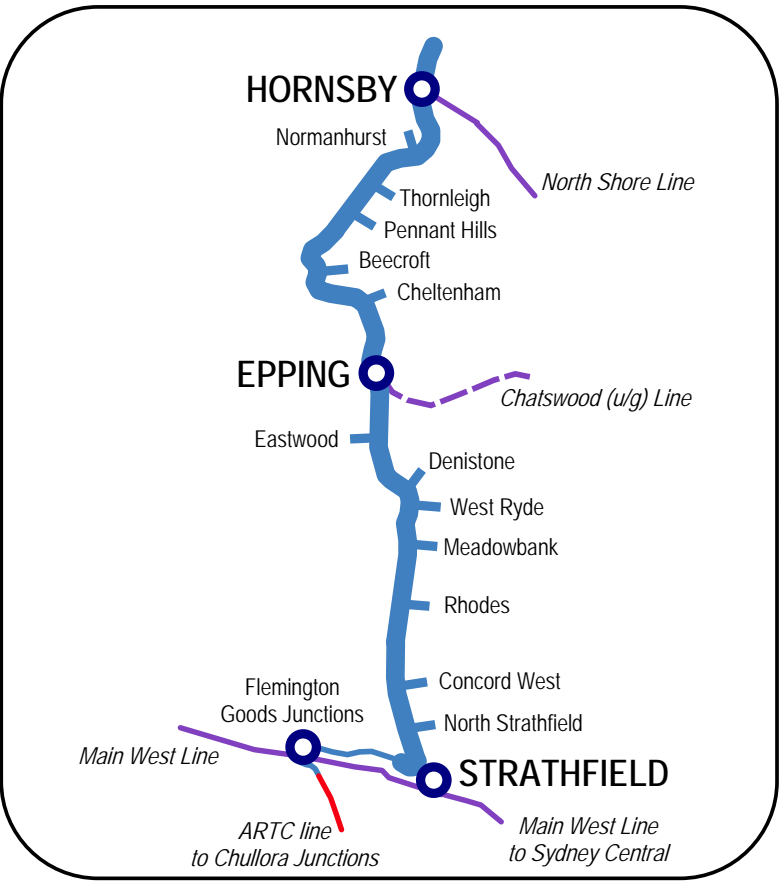 HORNSBY
Normanhurst
North Shore Line
Thornleigh
Pennant Hills
Beecroft
Cheltenham
EPPING
Chatswood (u/g) Line
Eastwood
Denistone
West Ryde
Meadowbank
Rhodes
Concord West
Flemington
Goods Junctions
North Strathfield
Main West Line
STRATHFIELD
ARTC line
to Chullora Junctions
Main West Line
to Sydney Central